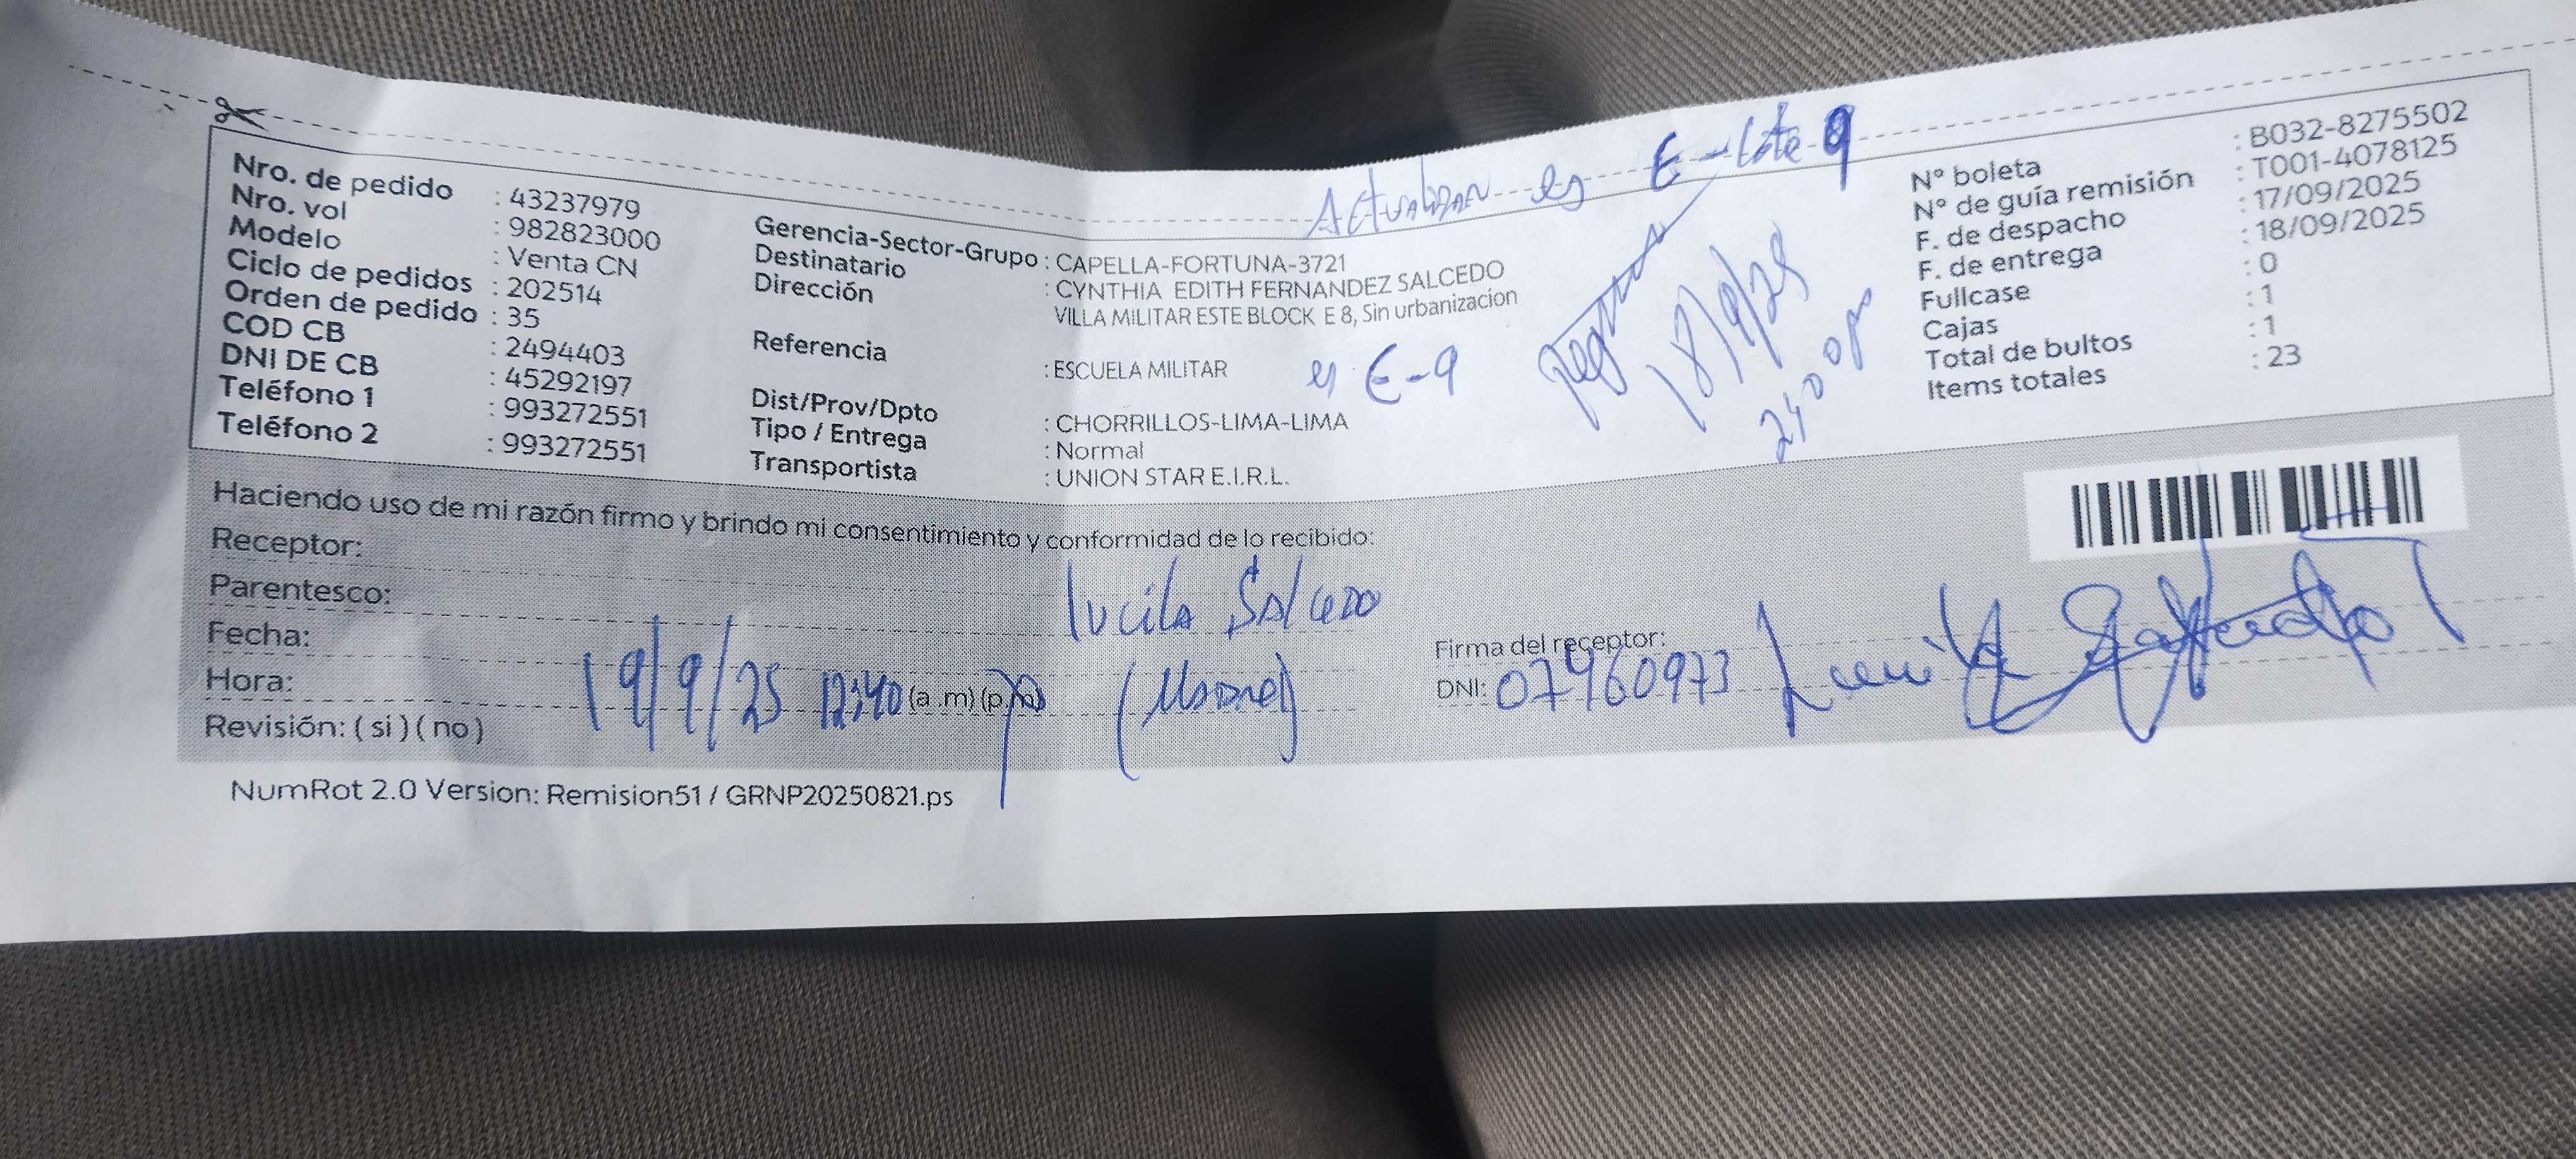 Actualizar es E-lote 9
Nro. de pedido : 43237979
Nro. vol : 982823000
Modelo : Venta CN
Ciclo de pedidos : 202514
Orden de pedido : 35
COD CB : 2494403
DNI DE CB : 45292197
Teléfono 1 : 993272551
Teléfono 2 : 993272551
Gerencia-Sector-Grupo : CAPELLA-FORTUNA-3721
Destinatario : CYNTHIA EDITH FERNANDEZ SALCEDO
Dirección VILLA MILITAR ESTE BLOCK E 8, Sin urbanizacion
Referencia : ESCUELA MILITAR
es E-9
Dist/Prov/Dpto : CHORRILLOS-LIMA-LIMA
Tipo / Entrega : Normal
Transportista : UNION STAR E.I.R.L.
18/9/25
N° boleta : B032-8275502
N° de guía remisión : T001-4078125
F. de despacho : 17/09/2025
F. de entrega : 18/09/2025
Fullcase : 0
Cajas : 1
Total de bultos : 1
Items totales : 23
Haciendo uso de mi razón firmo y brindo mi consentimiento y conformidad de lo recibido:
Receptor: Lucila Salcedo
Parentesco:
Fecha: 19/9/25
Hora: 12:40 (a.m) (p.m)
Revisión: ( si ) ( no )
Firma del receptor:
DNI: 07460973
NumRot 2.0 Version: Remision51 / GRNP20250821.ps